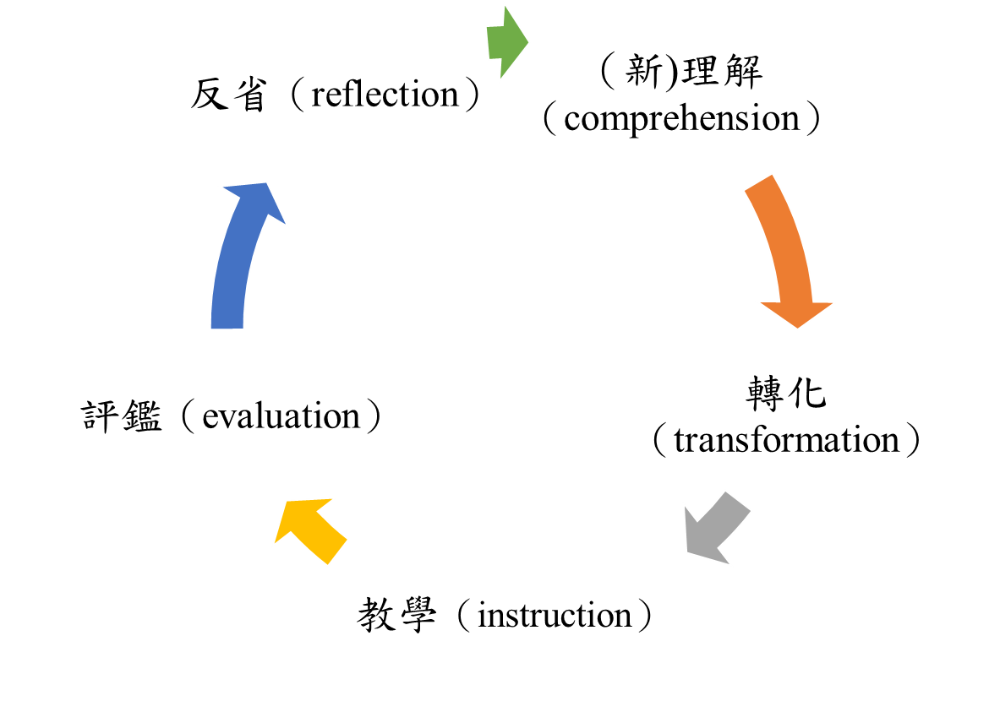 反省（reflection）
（新)理解
（comprehension）
轉化
（transformation）
評鑑（evaluation）
教學（instruction）